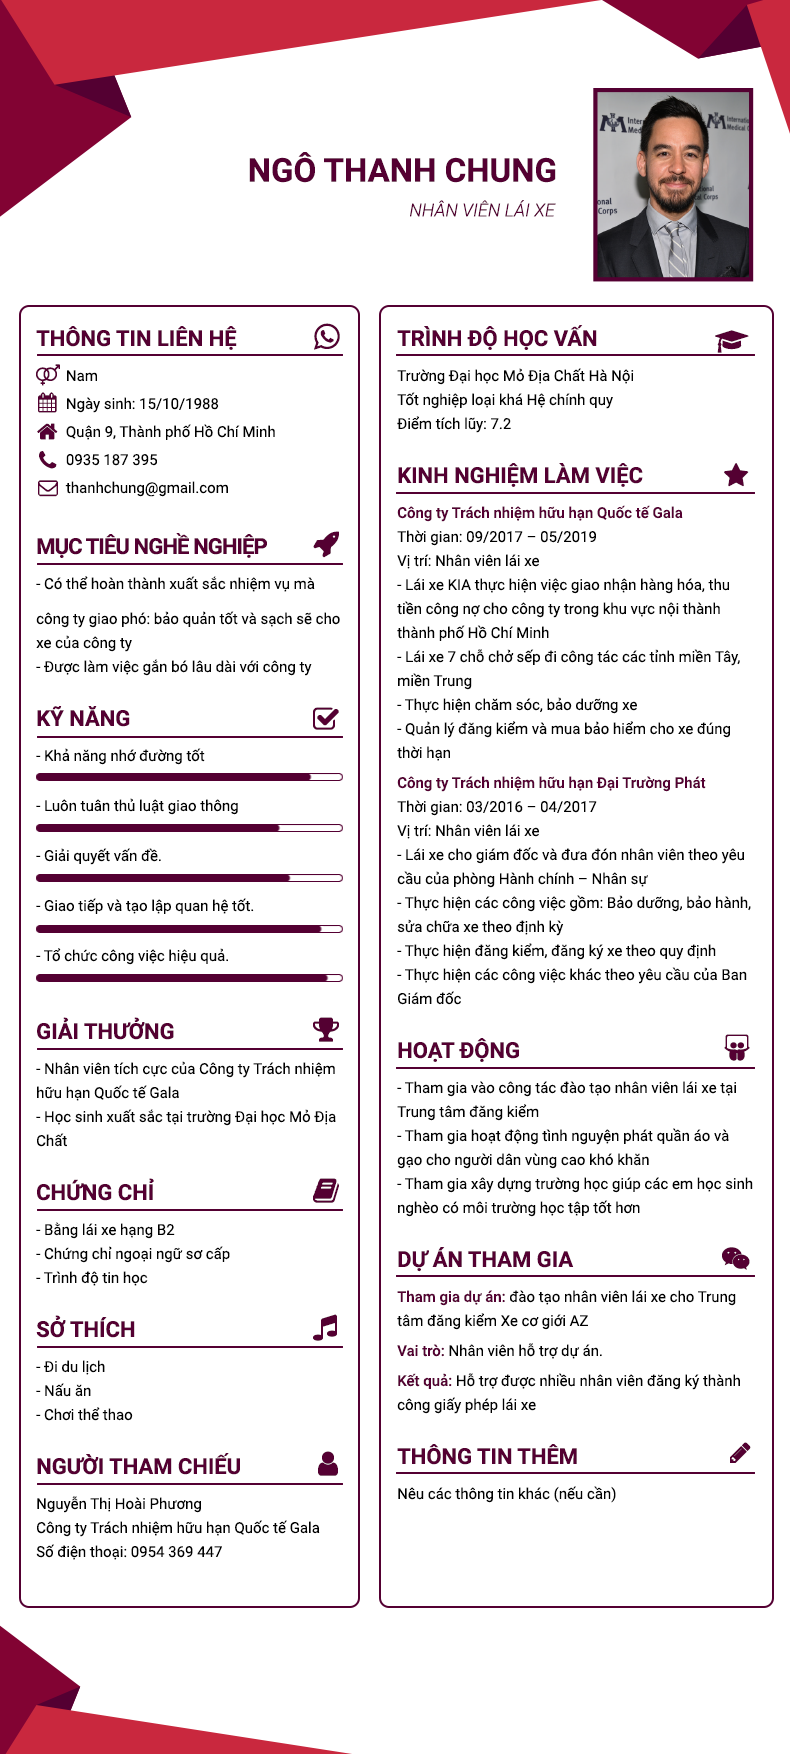 NGÔ THANH CHUNG
NHÂN VIÊN LÁI XE
International
Medical Corps
THÔNG TIN LIÊN HỆ
Nam
Ngày sinh: 15/10/1988
Quận 9, Thành phố Hồ Chí Minh
0935 187 395
thanhchung@gmail.com
MỤC TIÊU NGHỀ NGHIỆP
- Có thể hoàn thành xuất sắc nhiệm vụ mà
công ty giao phó: bảo quản tốt và sạch sẽ cho
xe của công ty
- Được làm việc gắn bó lâu dài với công ty
KỸ NĂNG
- Khả năng nhớ đường tốt
- Luôn tuân thủ luật giao thông
- Giải quyết vấn đề.
- Giao tiếp và tạo lập quan hệ tốt.
- Tổ chức công việc hiệu quả.
GIẢI THƯỞNG
- Nhân viên tích cực của Công ty Trách nhiệm
hữu hạn Quốc tế Gala
- Học sinh xuất sắc tại trường Đại học Mỏ Địa
Chất
CHỨNG CHỈ
- Bằng lái xe hạng B2
- Chứng chỉ ngoại ngữ sơ cấp
- Trình độ tin học
SỞ THÍCH
- Đi du lịch
- Nấu ăn
- Chơi thể thao
NGƯỜI THAM CHIẾU
Nguyễn Thị Hoài Phương
Công ty Trách nhiệm hữu hạn Quốc tế Gala
Số điện thoại: 0954 369 447
TRÌNH ĐỘ HỌC VẤN
Trường Đại học Mỏ Địa Chất Hà Nội
Tốt nghiệp loại khá Hệ chính quy
Điểm tích lũy: 7.2
KINH NGHIỆM LÀM VIỆC
Công ty Trách nhiệm hữu hạn Quốc tế Gala
Thời gian: 09/2017 – 05/2019
Vị trí: Nhân viên lái xe
- Lái xe KIA thực hiện việc giao nhận hàng hóa, thu
tiền công nợ cho công ty trong khu vực nội thành
thành phố Hồ Chí Minh
- Lái xe 7 chỗ chở sếp đi công tác các tỉnh miền Tây,
miền Trung
- Thực hiện chăm sóc, bảo dưỡng xe
- Quản lý đăng kiểm và mua bảo hiểm cho xe đúng
thời hạn
Công ty Trách nhiệm hữu hạn Đại Trường Phát
Thời gian: 03/2016 – 04/2017
Vị trí: Nhân viên lái xe
- Lái xe cho giám đốc và đưa đón nhân viên theo yêu
cầu của phòng Hành chính – Nhân sự
- Thực hiện các công việc gồm: Bảo dưỡng, bảo hành,
sửa chữa xe theo định kỳ
- Thực hiện đăng kiểm, đăng ký xe theo quy định
- Thực hiện các công việc khác theo yêu cầu của Ban
Giám đốc
HOẠT ĐỘNG
- Tham gia vào công tác đào tạo nhân viên lái xe tại
Trung tâm đăng kiểm
- Tham gia hoạt động tình nguyện phát quần áo và
gạo cho người dân vùng cao khó khăn
- Tham gia xây dựng trường học giúp các em học sinh
nghèo có môi trường học tập tốt hơn
DỰ ÁN THAM GIA
Tham gia dự án: đào tạo nhân viên lái xe cho Trung
tâm đăng kiểm Xe cơ giới AZ
Vai trò: Nhân viên hỗ trợ dự án.
Kết quả: Hỗ trợ được nhiều nhân viên đăng ký thành
công giấy phép lái xe
THÔNG TIN THÊM
Nêu các thông tin khác (nếu cần)